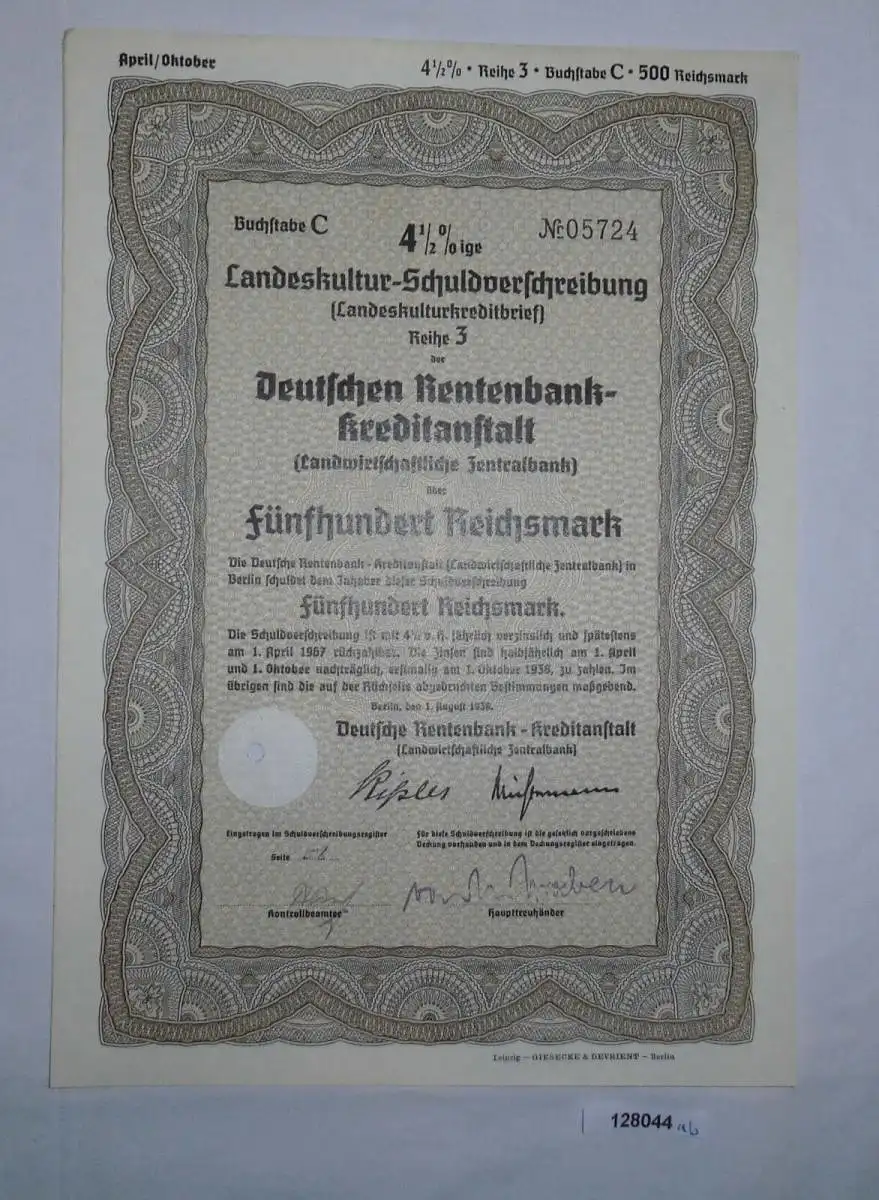 April/Oktober
4½% • Reihe 3 • Buchſtabe C • 500 Reichsmark
Buchſtabe C
№ 05724
4½%ige
Landeskultur-Schuldverſchreibung
(Landeskulturkreditbrief)
Reihe 3
der
Deutſchen Rentenbank-
Kreditanſtalt
(Landwirtſchaftliche Zentralbank)
über
Fünfhundert Reichsmark
Die Deutſche Rentenbank-Kreditanſtalt (Landwirtſchaftliche Zentralbank) in
Berlin ſchuldet dem Inhaber dieſer Schuldverſchreibung
Fünfhundert Reichsmark.
Die Schuldverſchreibung iſt mit 4½ v. H. jährlich verzinslich und ſpäteſtens
am 1. April 1967 rückzahlbar. Die Zinſen ſind halbjährlich am 1. April
und 1. Oktober nachträglich, erſtmalig am 1. Oktober 1938, zu zahlen. Im
übrigen ſind die auf der Rückſeite abgedruckten Beſtimmungen maßgebend.
Berlin, den 1. Auguſt 1938.
Deutſche Rentenbank-Kreditanſtalt
(Landwirtſchaftliche Zentralbank)
Eingetragen im Schuldverſchreibungsregiſter
Seite
Für dieſe Schuldverſchreibung iſt die geſetzlich vorgeſchriebene
Deckung vorhanden und in dem Deckungsregiſter eingetragen.
Kontrollbeamter
Haupttreuhänder
Leipzig – GIESECKE & DEVRIENT – Berlin
128044